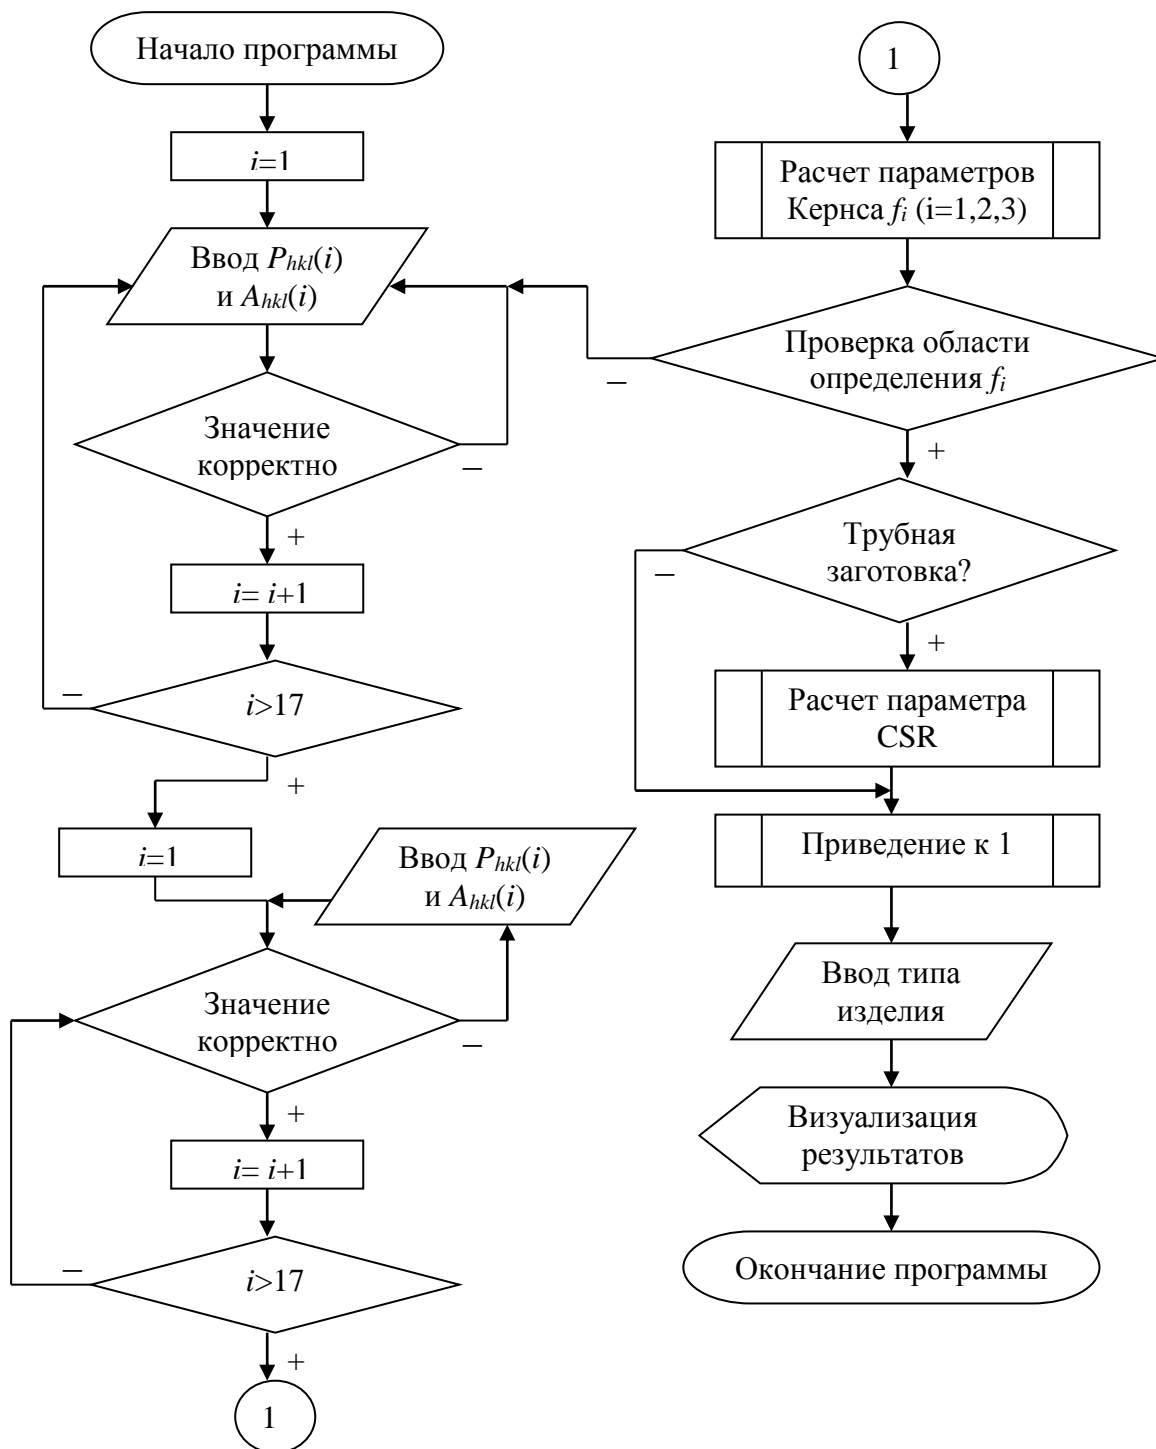 Начало программы
i=1
Ввод Phkl(i)
и Ahkl(i)
Значение
корректно
–
+
i= i+1
–
i>17
+
i=1
Ввод Phkl(i)
и Ahkl(i)
Значение
корректно
–
+
i= i+1
–
i>17
+
1
1
Расчет параметров
Кернса fi (i=1,2,3)
Проверка области
определения fi
–
+
Трубная
заготовка?
–
+
Расчет параметра
CSR
Приведение к 1
Ввод типа
изделия
Визуализация
результатов
Окончание программы